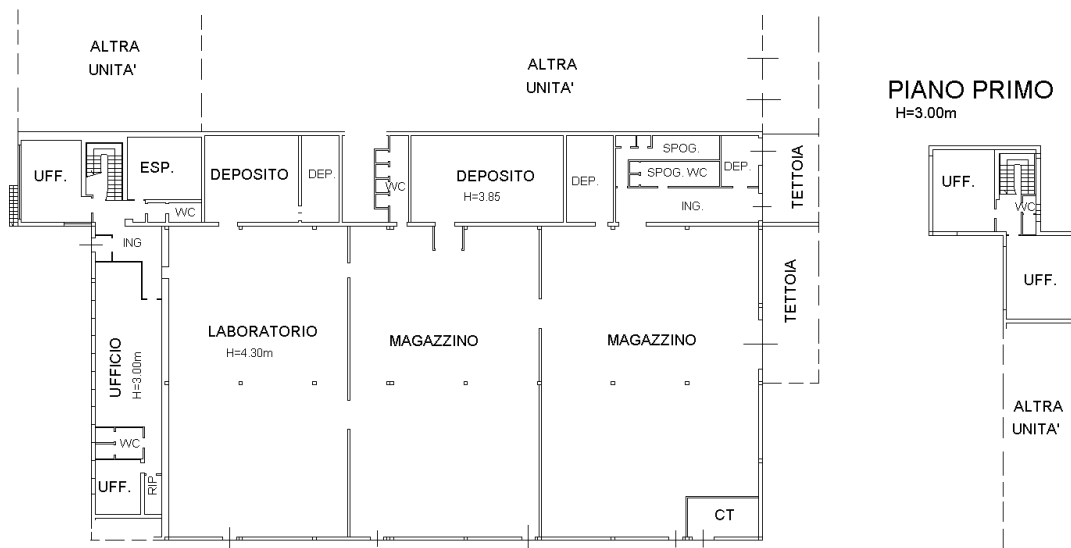 ALTRA
UNITA'
ALTRA
UNITA'
PIANO PRIMO
H=3.00m
UFF.
ESP.
WC
DEPOSITO
DEP.
WC
DEPOSITO
H=3.85
DEP.
SPOG.
SPOG. WC
DEP.
ING.
TETTOIA
UFF.
WC
UFF.
ING
LABORATORIO
H=4.30m
MAGAZZINO
MAGAZZINO
TETTOIA
UFFICIO
H=3.00m
WC
UFF.
RIP.
CT
ALTRA
UNITA'